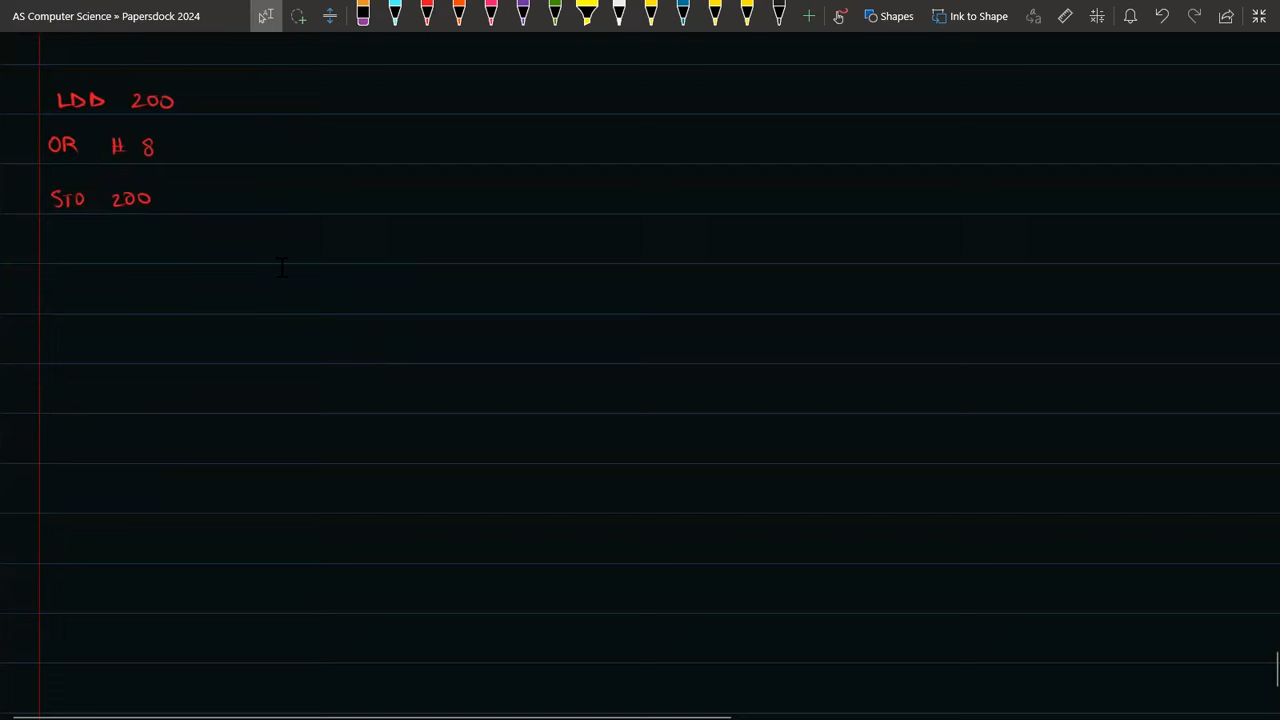 AS Computer Science » Papersdock 2024
Shapes
Ink to Shape
LDD 200
OR # 8
STO 200